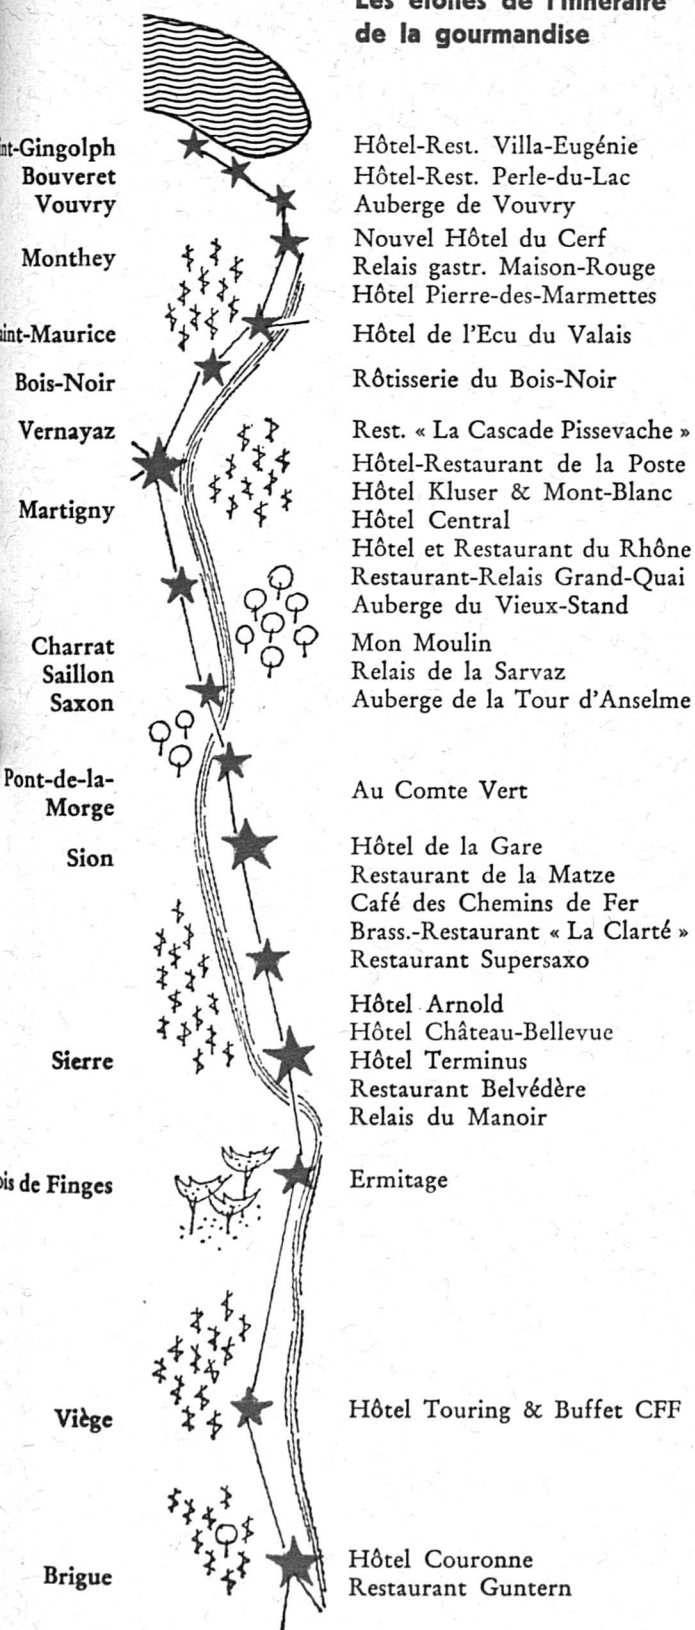 Les étoiles de l'itinéraire
de la gourmandise
nt-Gingolph Hôtel-Rest. Villa-Eugénie
Bouveret Hôtel-Rest. Perle-du-Lac
Vouvry Auberge de Vouvry
Nouvel Hôtel du Cerf
Monthey Relais gastr. Maison-Rouge
Hôtel Pierre-des-Marmettes
int-Maurice Hôtel de l'Ecu du Valais
Bois-Noir Rôtisserie du Bois-Noir
Vernayaz Rest. « La Cascade Pissevache »
Hôtel-Restaurant de la Poste
Hôtel Kluser & Mont-Blanc
Martigny Hôtel Central
Hôtel et Restaurant du Rhône
Restaurant-Relais Grand-Quai
Auberge du Vieux-Stand
Charrat Mon Moulin
Saillon Relais de la Sarvaz
Saxon Auberge de la Tour d'Anselme
Pont-de-la-
Morge Au Comte Vert
Sion Hôtel de la Gare
Restaurant de la Matze
Café des Chemins de Fer
Brass.-Restaurant « La Clarté »
Restaurant Supersaxo
Hôtel Arnold
Hôtel Château-Bellevue
Sierre Hôtel Terminus
Restaurant Belvédère
Relais du Manoir
ois de Finges Ermitage
Viège Hôtel Touring & Buffet CFF
Brigue Hôtel Couronne
Restaurant Guntern